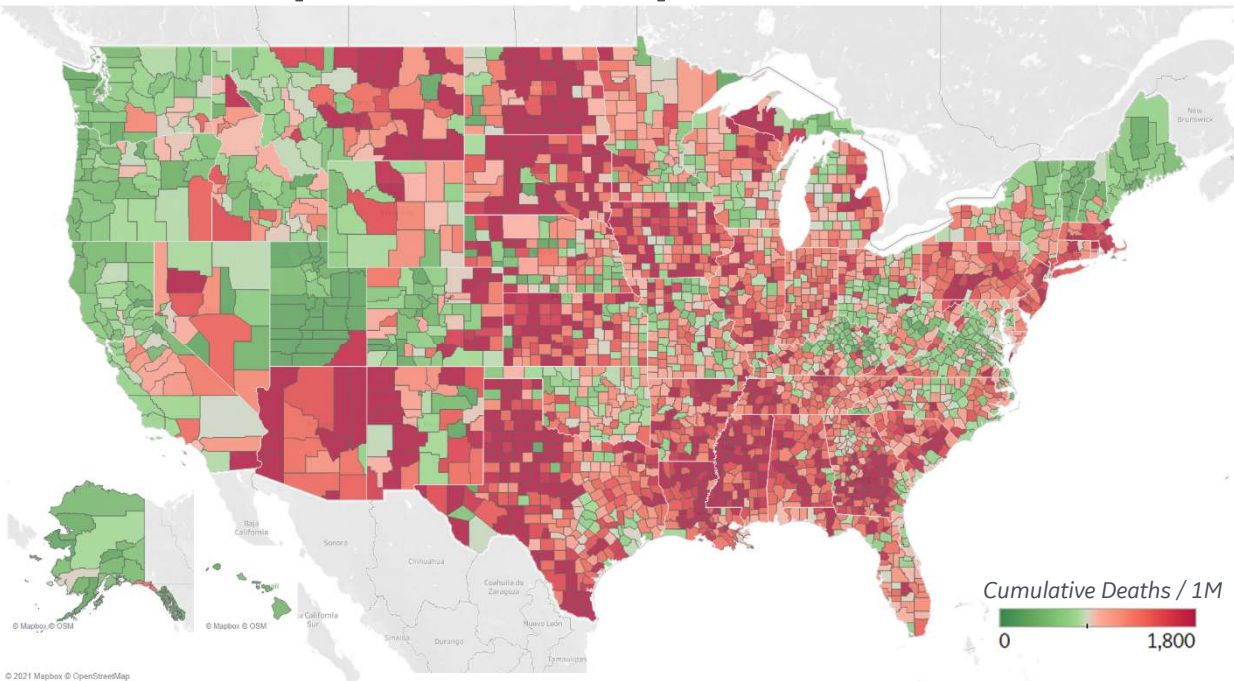 New
Brunswick
Baja
California
Sonora
Chihuahua
Coahuila de
Zaragoza
Nuevo León
Tamaulipas
Sinaloa
Durango
a California
Sur
© Mapbox © OSM
© Mapbox © OSM
Cumulative Deaths / 1M
0
1,800
© 2021 Mapbox © OpenStreetMap